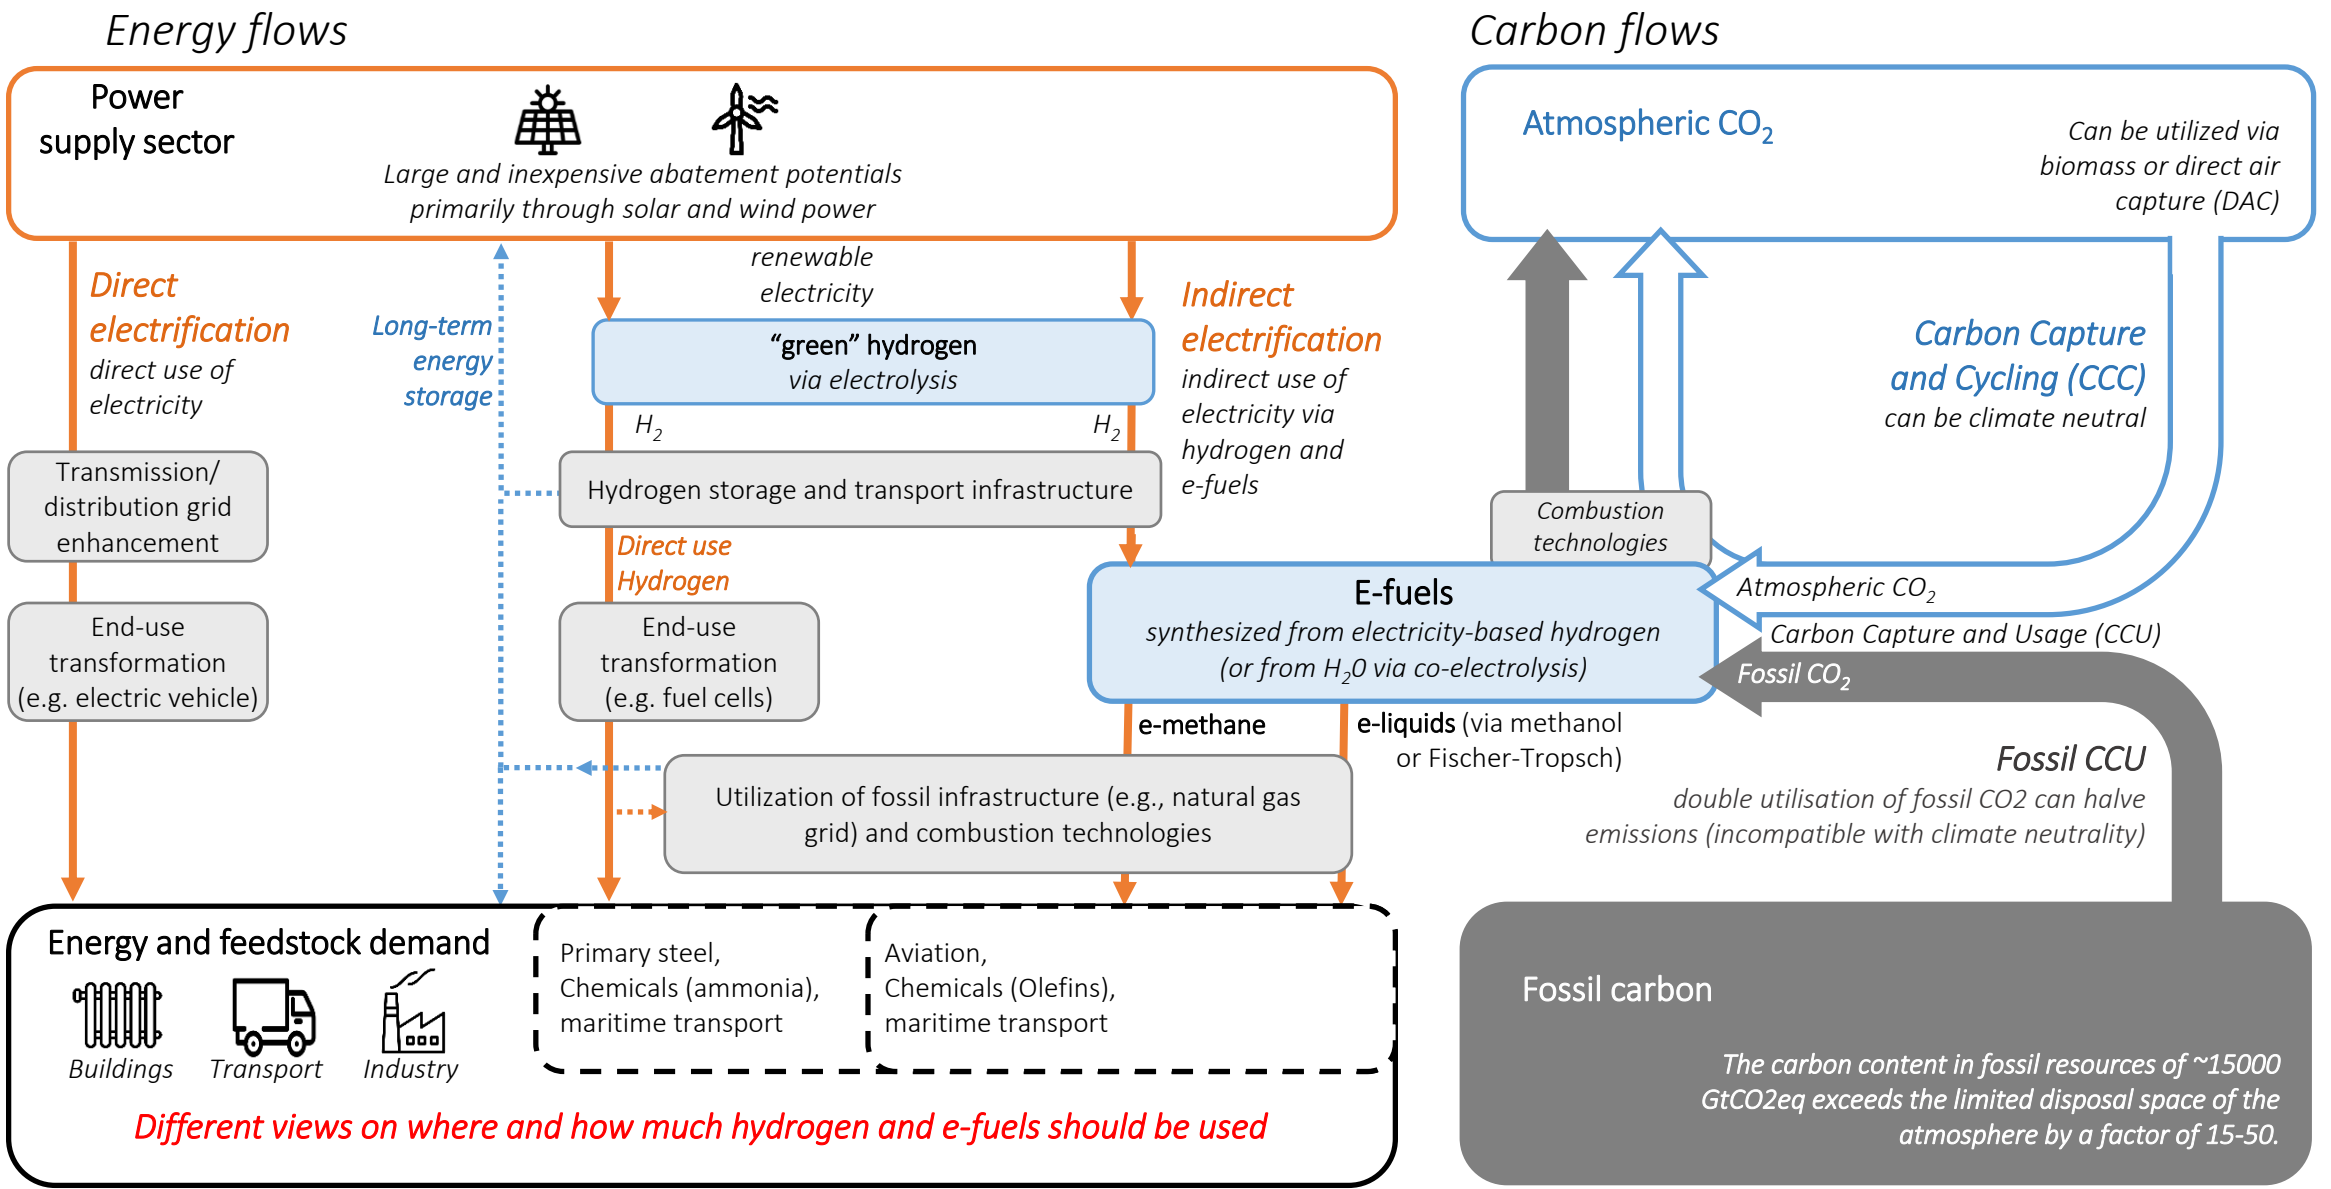 Energy flows
Power
supply sector
Large and inexpensive abatement potentials
primarily through solar and wind power
Direct
electrification
direct use of
electricity
Long-term
energy
storage
renewable
electricity
Indirect
electrification
indirect use of
electricity via
hydrogen and
e-fuels
“green” hydrogen
via electrolysis
H2
H2
Transmission/
distribution grid
enhancement
Hydrogen storage and transport infrastructure
Direct use
Hydrogen
End-use
transformation
(e.g. electric vehicle)
End-use
transformation
(e.g. fuel cells)
E-fuels
synthesized from electricity-based hydrogen
(or from H20 via co-electrolysis)
e-methane
e-liquids (via methanol
or Fischer-Tropsch)
Utilization of fossil infrastructure (e.g., natural gas
grid) and combustion technologies
Energy and feedstock demand
Buildings
Transport
Industry
Primary steel,
Chemicals (ammonia),
maritime transport
Aviation,
Chemicals (Olefins),
maritime transport
Different views on where and how much hydrogen and e-fuels should be used
Carbon flows
Atmospheric CO2
Can be utilized via
biomass or direct air
capture (DAC)
Carbon Capture
and Cycling (CCC)
can be climate neutral
Combustion
technologies
Atmospheric CO2
Carbon Capture and Usage (CCU)
Fossil CO2
Fossil CCU
double utilisation of fossil CO2 can halve
emissions (incompatible with climate neutrality)
Fossil carbon
The carbon content in fossil resources of ~15000
GtCO2eq exceeds the limited disposal space of the
atmosphere by a factor of 15-50.